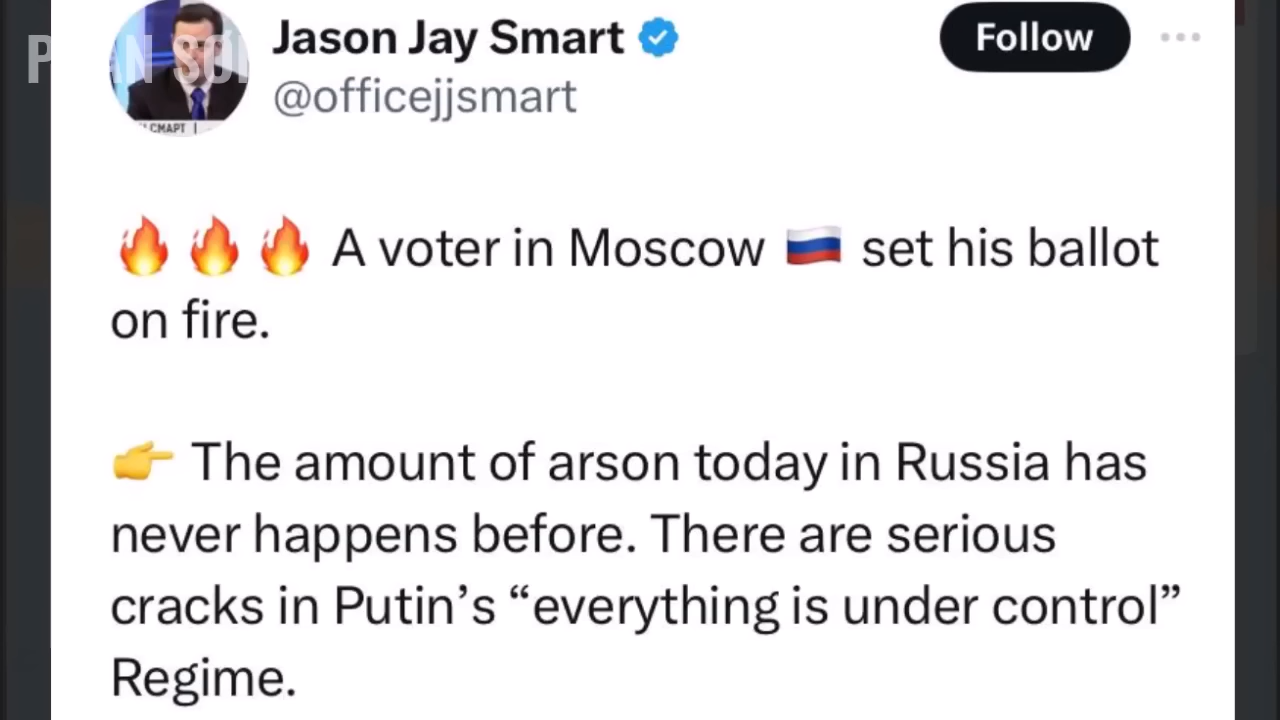 Jason Jay Smart
Follow
@officejjsmart
СМАРТ
🔥🔥🔥 A voter in Moscow 🇷🇺 set his ballot
on fire.
👉 The amount of arson today in Russia has
never happens before. There are serious
cracks in Putin’s “everything is under control”
Regime.